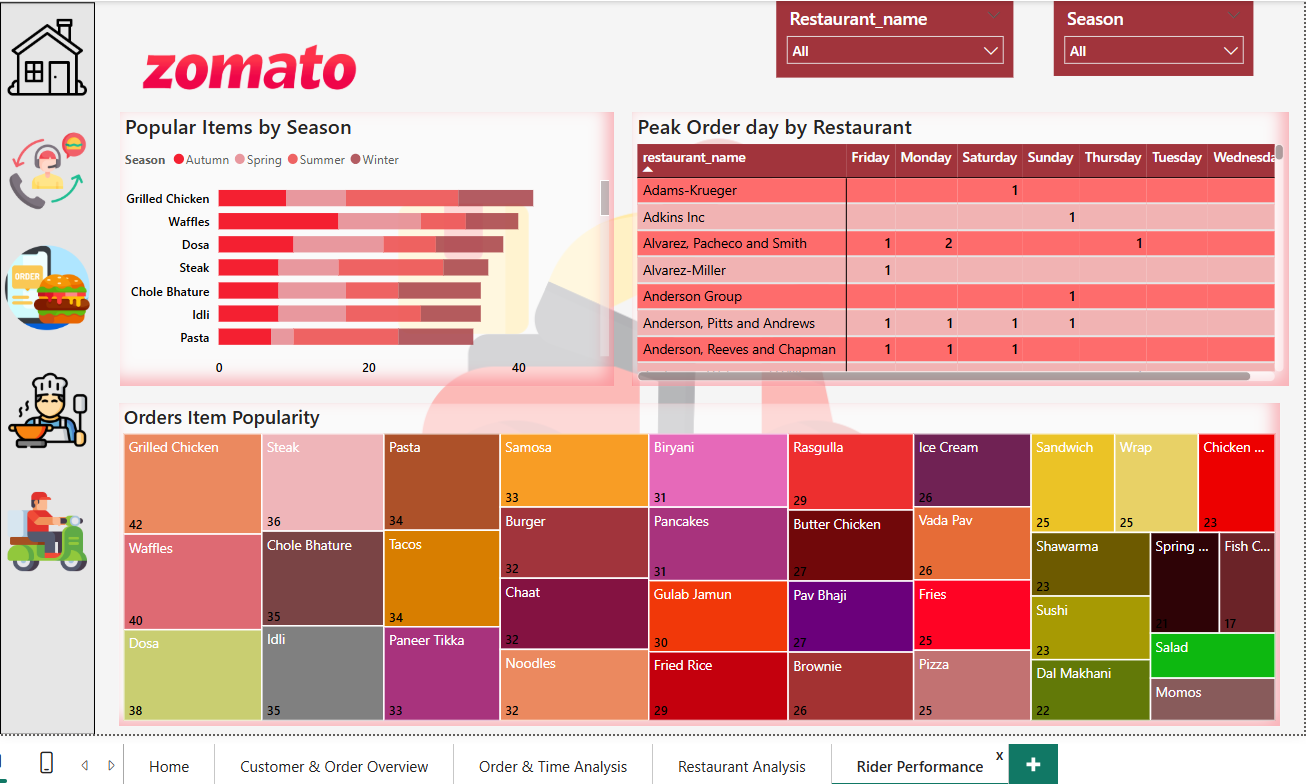 Restaurant_name
All
Season
All
zomato
ORDER
Popular Items by Season
Season Autumn Spring Summer Winter
Grilled Chicken
Waffles
Dosa
Steak
Chole Bhature
Idli
Pasta
0 20 40
Peak Order day by Restaurant
restaurant_name Friday Monday Saturday Sunday Thursday Tuesday Wednesda
Adams-Krueger 1
Adkins Inc 1
Alvarez, Pacheco and Smith 1 2 1
Alvarez-Miller 1
Anderson Group 1
Anderson, Pitts and Andrews 1 1 1 1
Anderson, Reeves and Chapman 1 1 1
Orders Item Popularity
Grilled Chicken
42
Waffles
40
Dosa
38
Steak
36
Chole Bhature
35
Idli
35
Pasta
34
Tacos
34
Paneer Tikka
33
Samosa
33
Burger
32
Chaat
32
Noodles
32
Biryani
31
Pancakes
31
Gulab Jamun
30
Fried Rice
29
Rasgulla
29
Butter Chicken
27
Pav Bhaji
27
Brownie
26
Ice Cream
26
Vada Pav
26
Fries
25
Pizza
25
Sandwich
25
Wrap
25
Chicken ...
23
Shawarma
23
Sushi
23
Dal Makhani
22
Spring ...
21
Fish C...
17
Salad
Momos
Home
Customer & Order Overview
Order & Time Analysis
Restaurant Analysis
Rider Performance
x
+